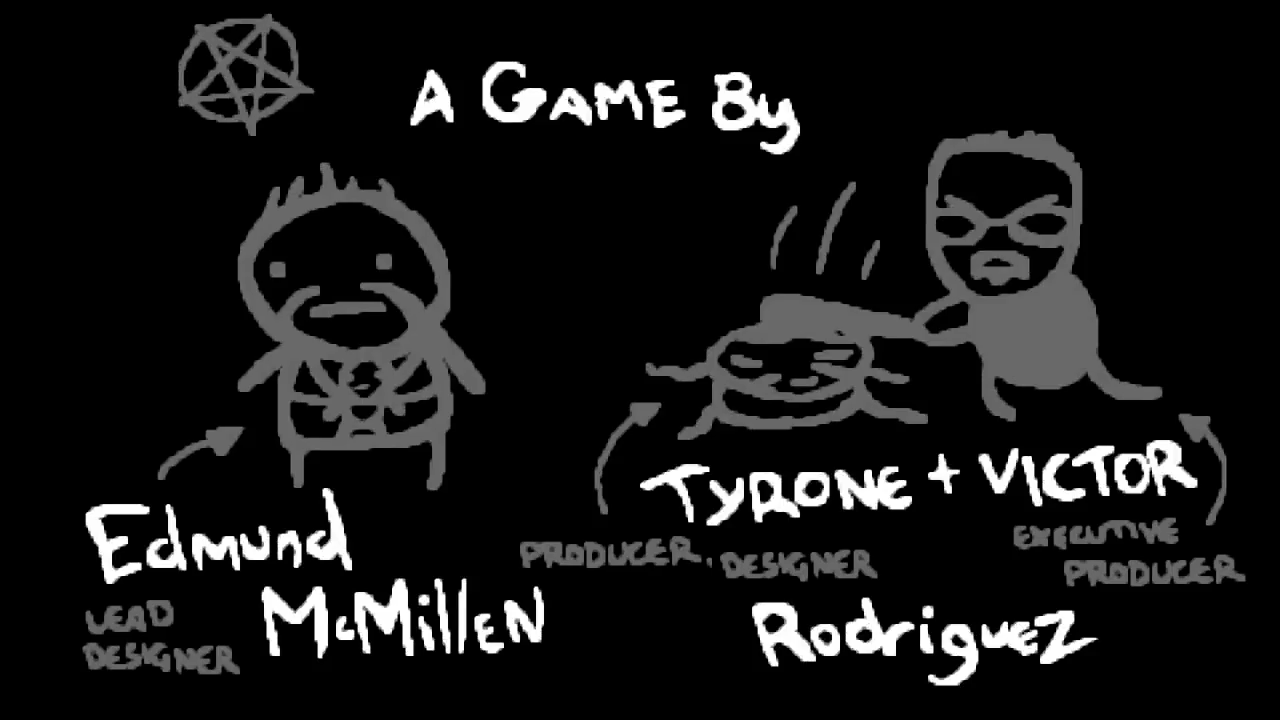 A GAME By
Edmund
McMillEN
LEAD
DESIGNER
TYRONE + VICTOR
PRODUCER, DESIGNER
EXECUTIVE
PRODUCER
RodriguEZ